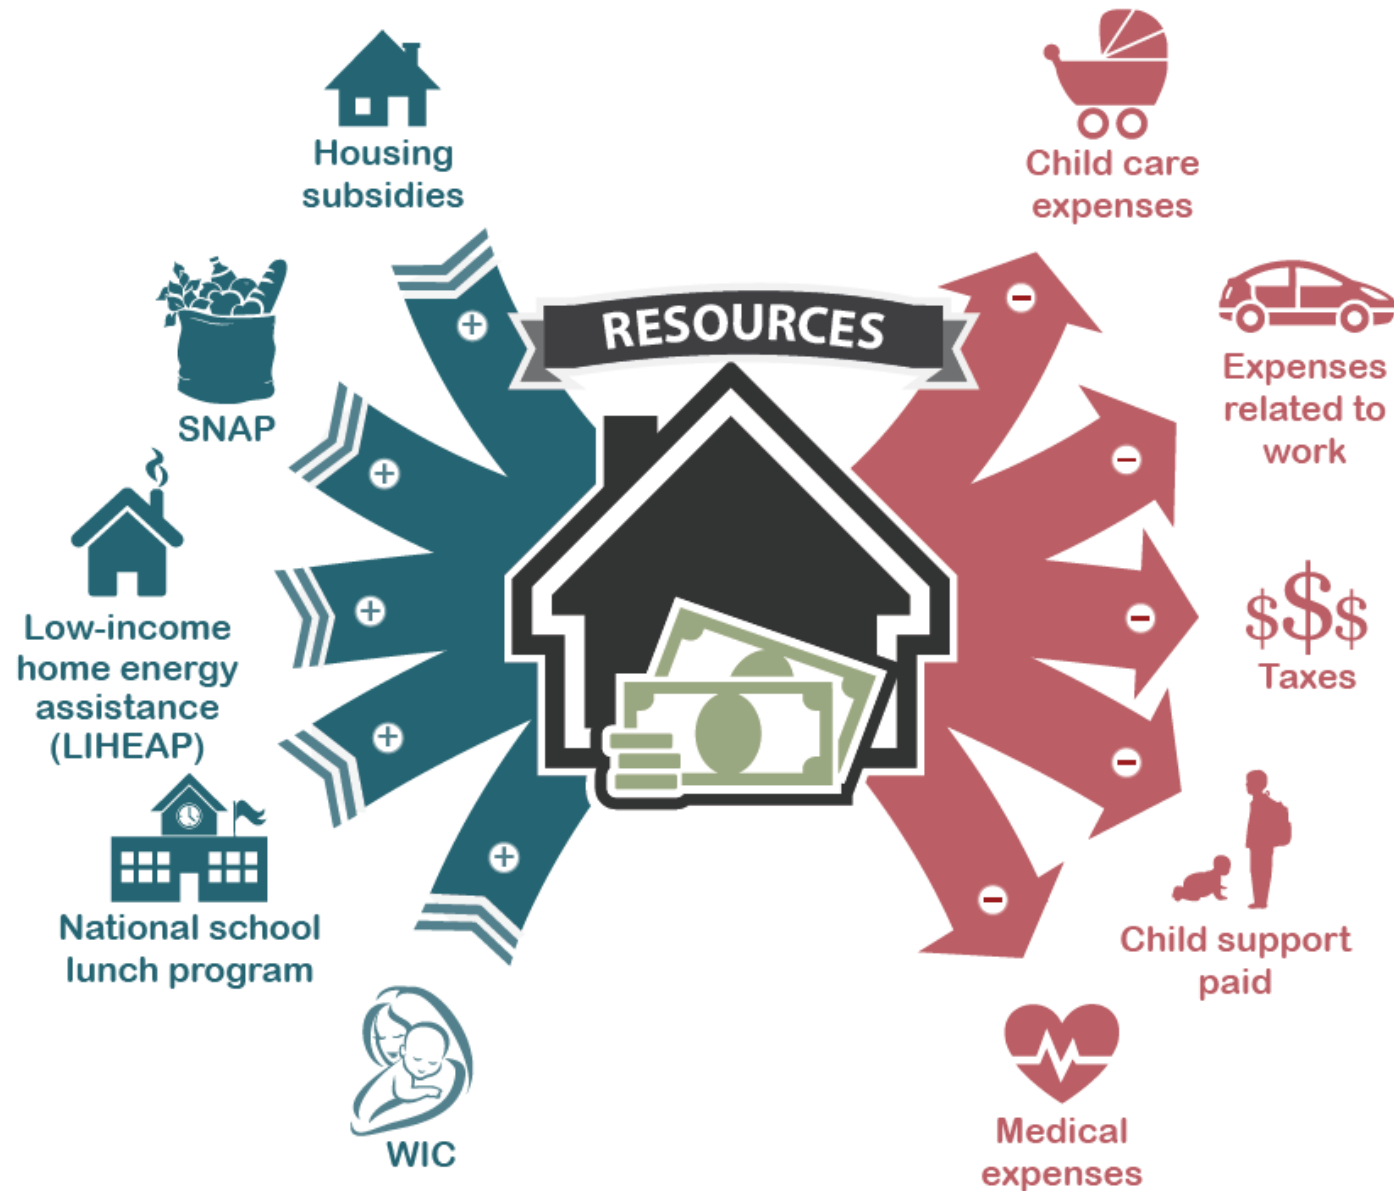 Housing
subsidies
SNAP
Low-income
home energy
assistance
(LIHEAP)
National school
lunch program
WIC
RESOURCES
Child care
expenses
Expenses
related to
work
$$$
Taxes
Child support
paid
Medical
expenses